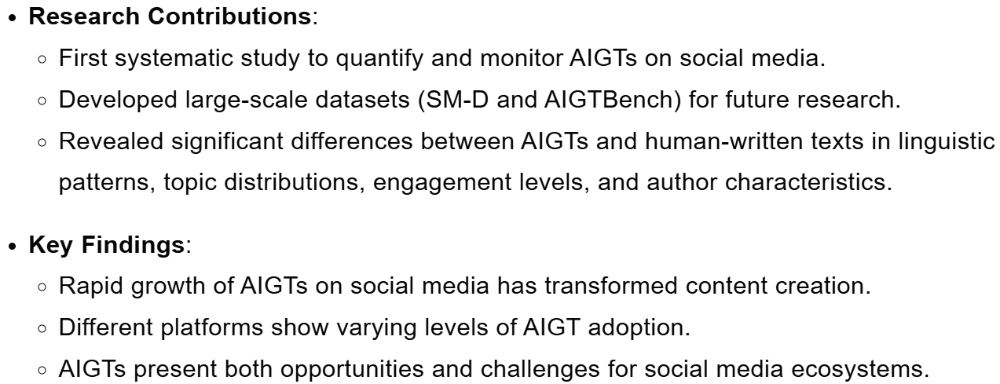 • Research Contributions:
◦ First systematic study to quantify and monitor AIGTs on social media.
◦ Developed large-scale datasets (SM-D and AIGTBench) for future research.
◦ Revealed significant differences between AIGTs and human-written texts in linguistic
patterns, topic distributions, engagement levels, and author characteristics.
• Key Findings:
◦ Rapid growth of AIGTs on social media has transformed content creation.
◦ Different platforms show varying levels of AIGT adoption.
◦ AIGTs present both opportunities and challenges for social media ecosystems.